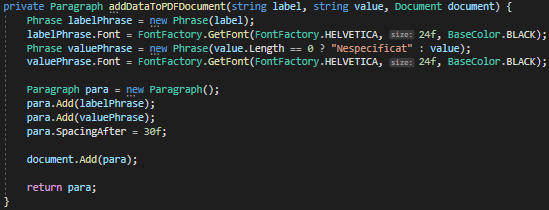 private Paragraph addDataToPDFDocument(string label, string value, Document document) {
Phrase labelPhrase = new Phrase(label);
labelPhrase.Font = FontFactory.GetFont(FontFactory.HELVETICA, size: 24f, BaseColor.BLACK);
Phrase valuePhrase = new Phrase(value.Length == 0 ? "Nespecificat" : value);
valuePhrase.Font = FontFactory.GetFont(FontFactory.HELVETICA, size: 24f, BaseColor.BLACK);
Paragraph para = new Paragraph();
para.Add(labelPhrase);
para.Add(valuePhrase);
para.SpacingAfter = 30f;
document.Add(para);
return para;
}